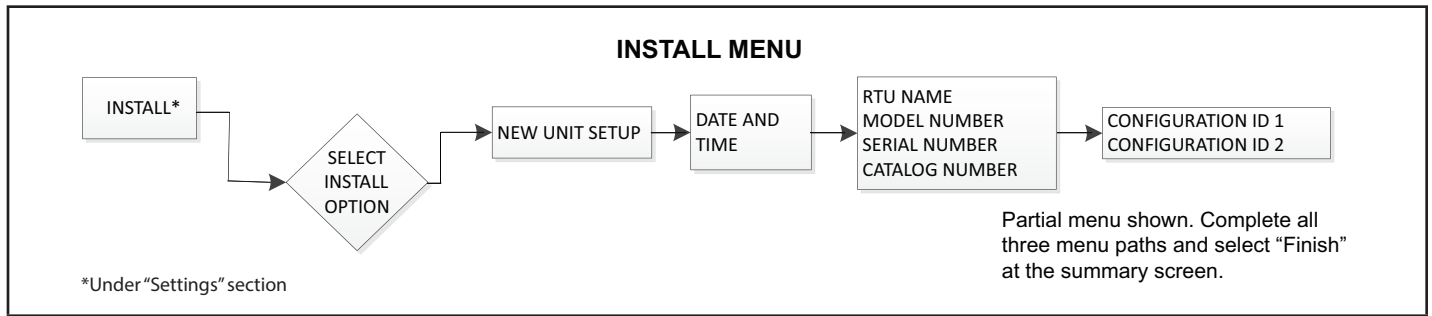 INSTALL MENU
INSTALL*
SELECT
INSTALL
OPTION
NEW UNIT SETUP
DATE AND
TIME
RTU NAME
MODEL NUMBER
SERIAL NUMBER
CATALOG NUMBER
CONFIGURATION ID 1
CONFIGURATION ID 2
Partial menu shown. Complete all
three menu paths and select “Finish”
at the summary screen.
*Under “Settings” section